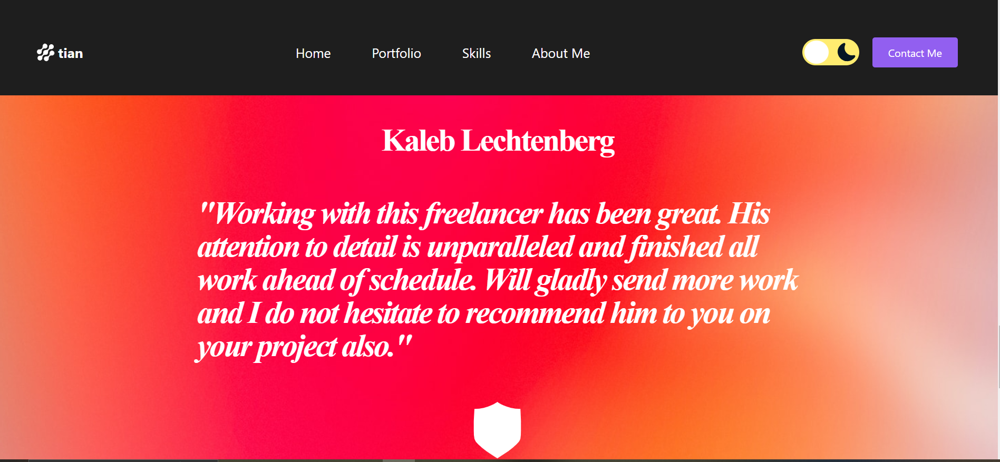 tian
Home
Portfolio
Skills
About Me
Contact Me
Kaleb Lechtenberg
"Working with this freelancer has been great. His
attention to detail is unparalleled and finished all
work ahead of schedule. Will gladly send more work
and I do not hesitate to recommend him to you on
your project also."